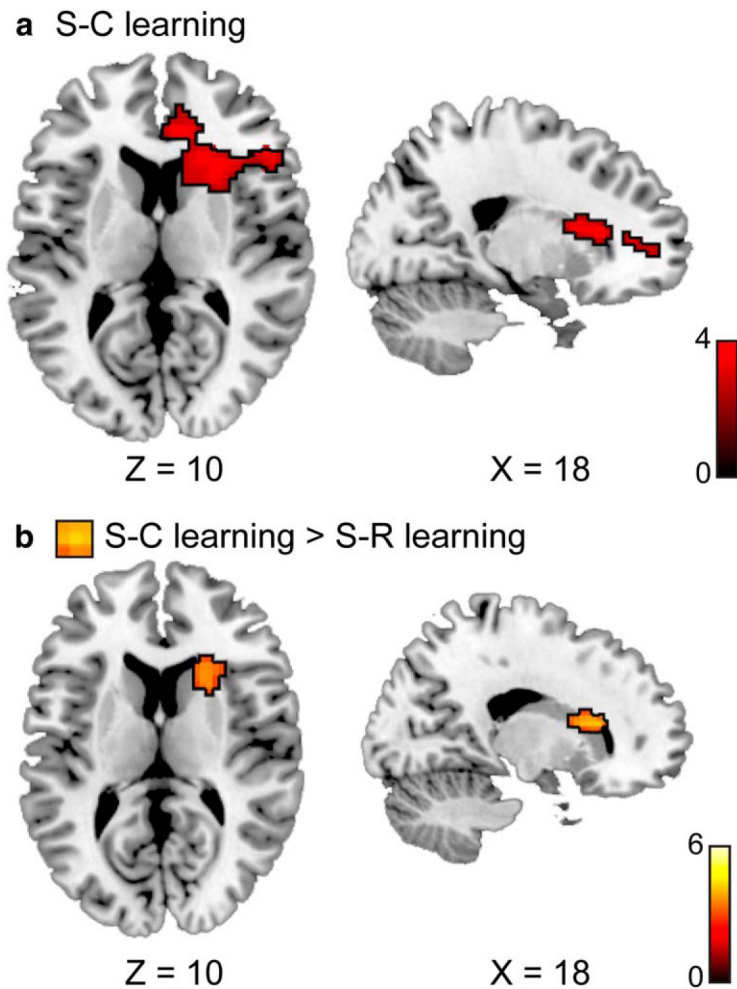 a S-C learning
4
0
Z = 10 X = 18
b S-C learning > S-R learning
6
0
Z = 10 X = 18